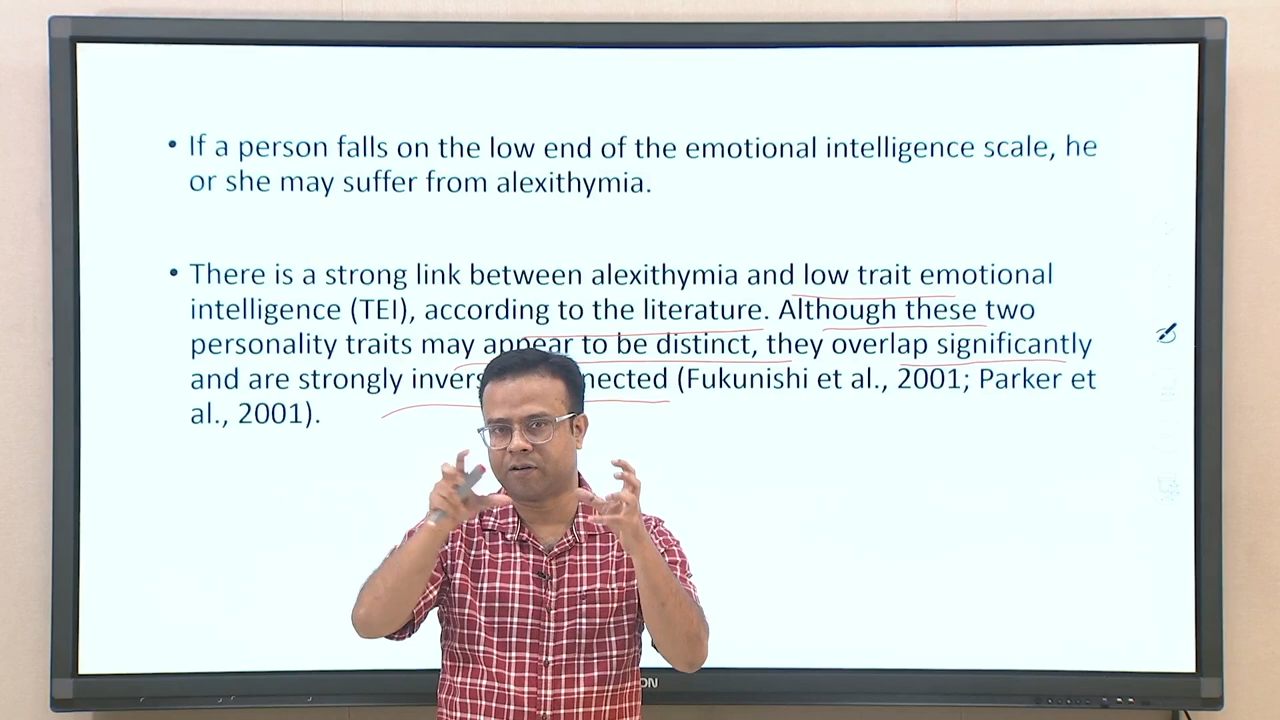 • If a person falls on the low end of the emotional intelligence scale, he
or she may suffer from alexithymia.
• There is a strong link between alexithymia and low trait emotional
intelligence (TEI), according to the literature. Although these two
personality traits may appear to be distinct, they overlap significantly
and are strongly (Fukunishi et al., 2001; Parker et
al., 2001).